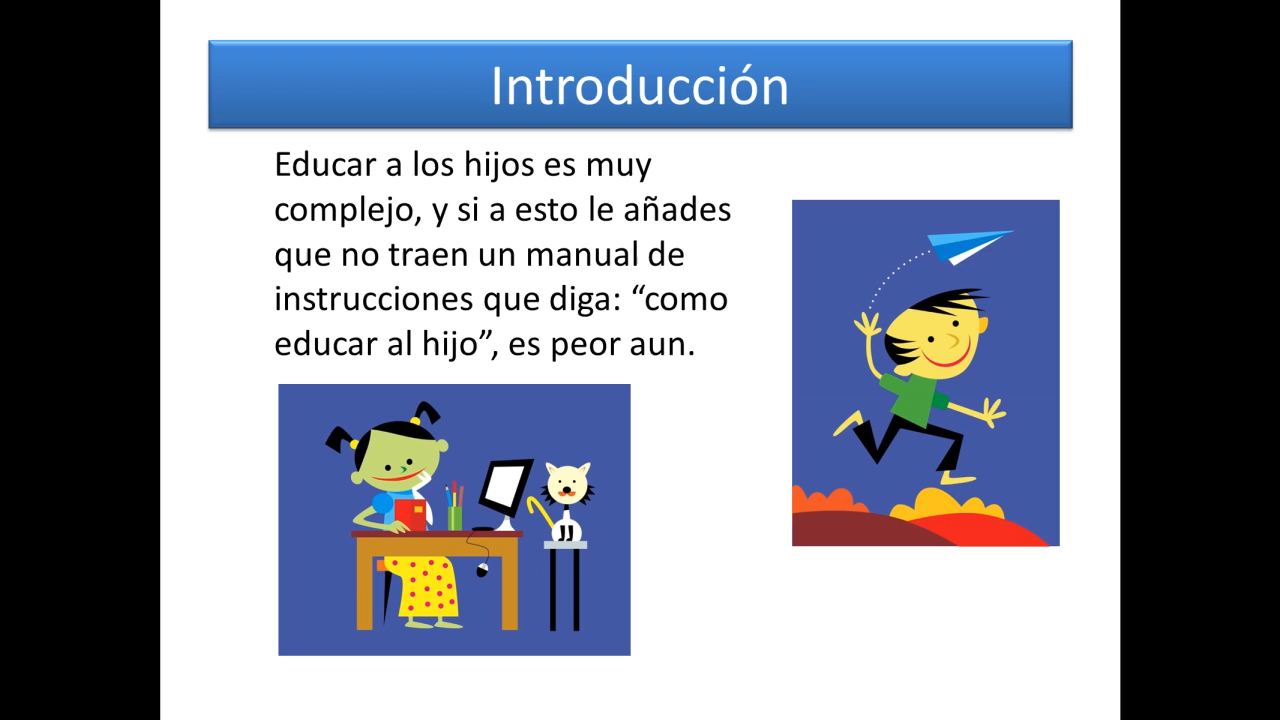 Introducción
Educar a los hijos es muy
complejo, y si a esto le añades
que no traen un manual de
instrucciones que diga: “como
educar al hijo”, es peor aun.